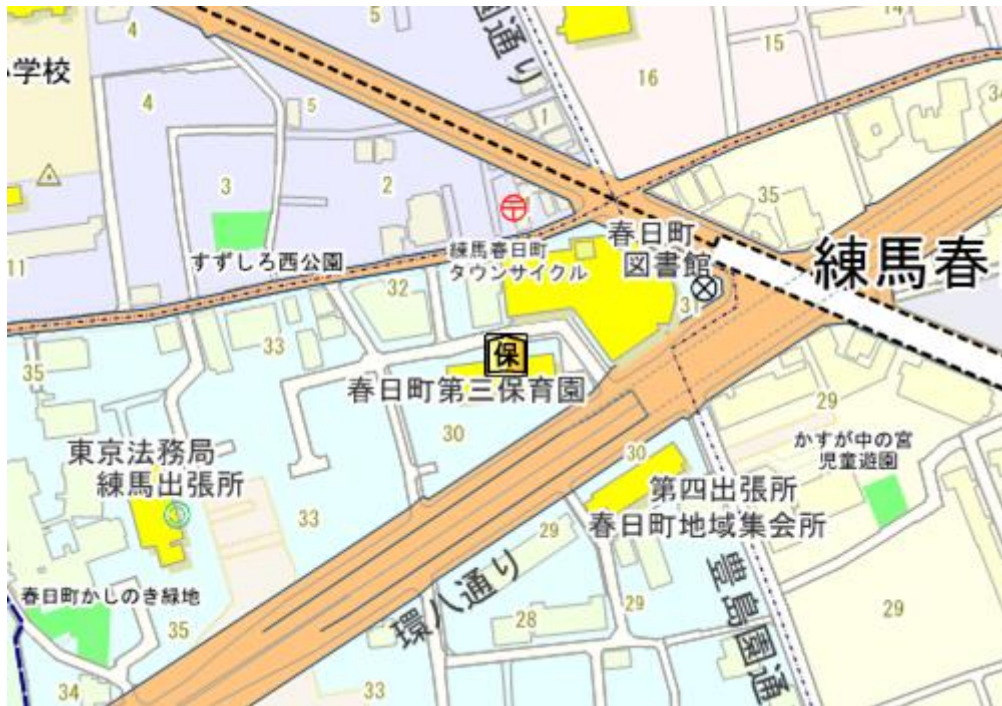 園通り
5
14
4
15
小学校
16
4
5
1
34
3
2
35
〒
春日町
図書館
練馬春
11
すずしろ西公園
練馬春日町
タウンサイクル
32
31
33
35
保
春日町第三保育園
29
30
かすが中の宮
児童遊園
東京法務局
練馬出張所
30
第四出張所
春日町地域集会所
33
29
環八通り
豊島園通
春日町かしのき緑地
29
29
28
35
34
33